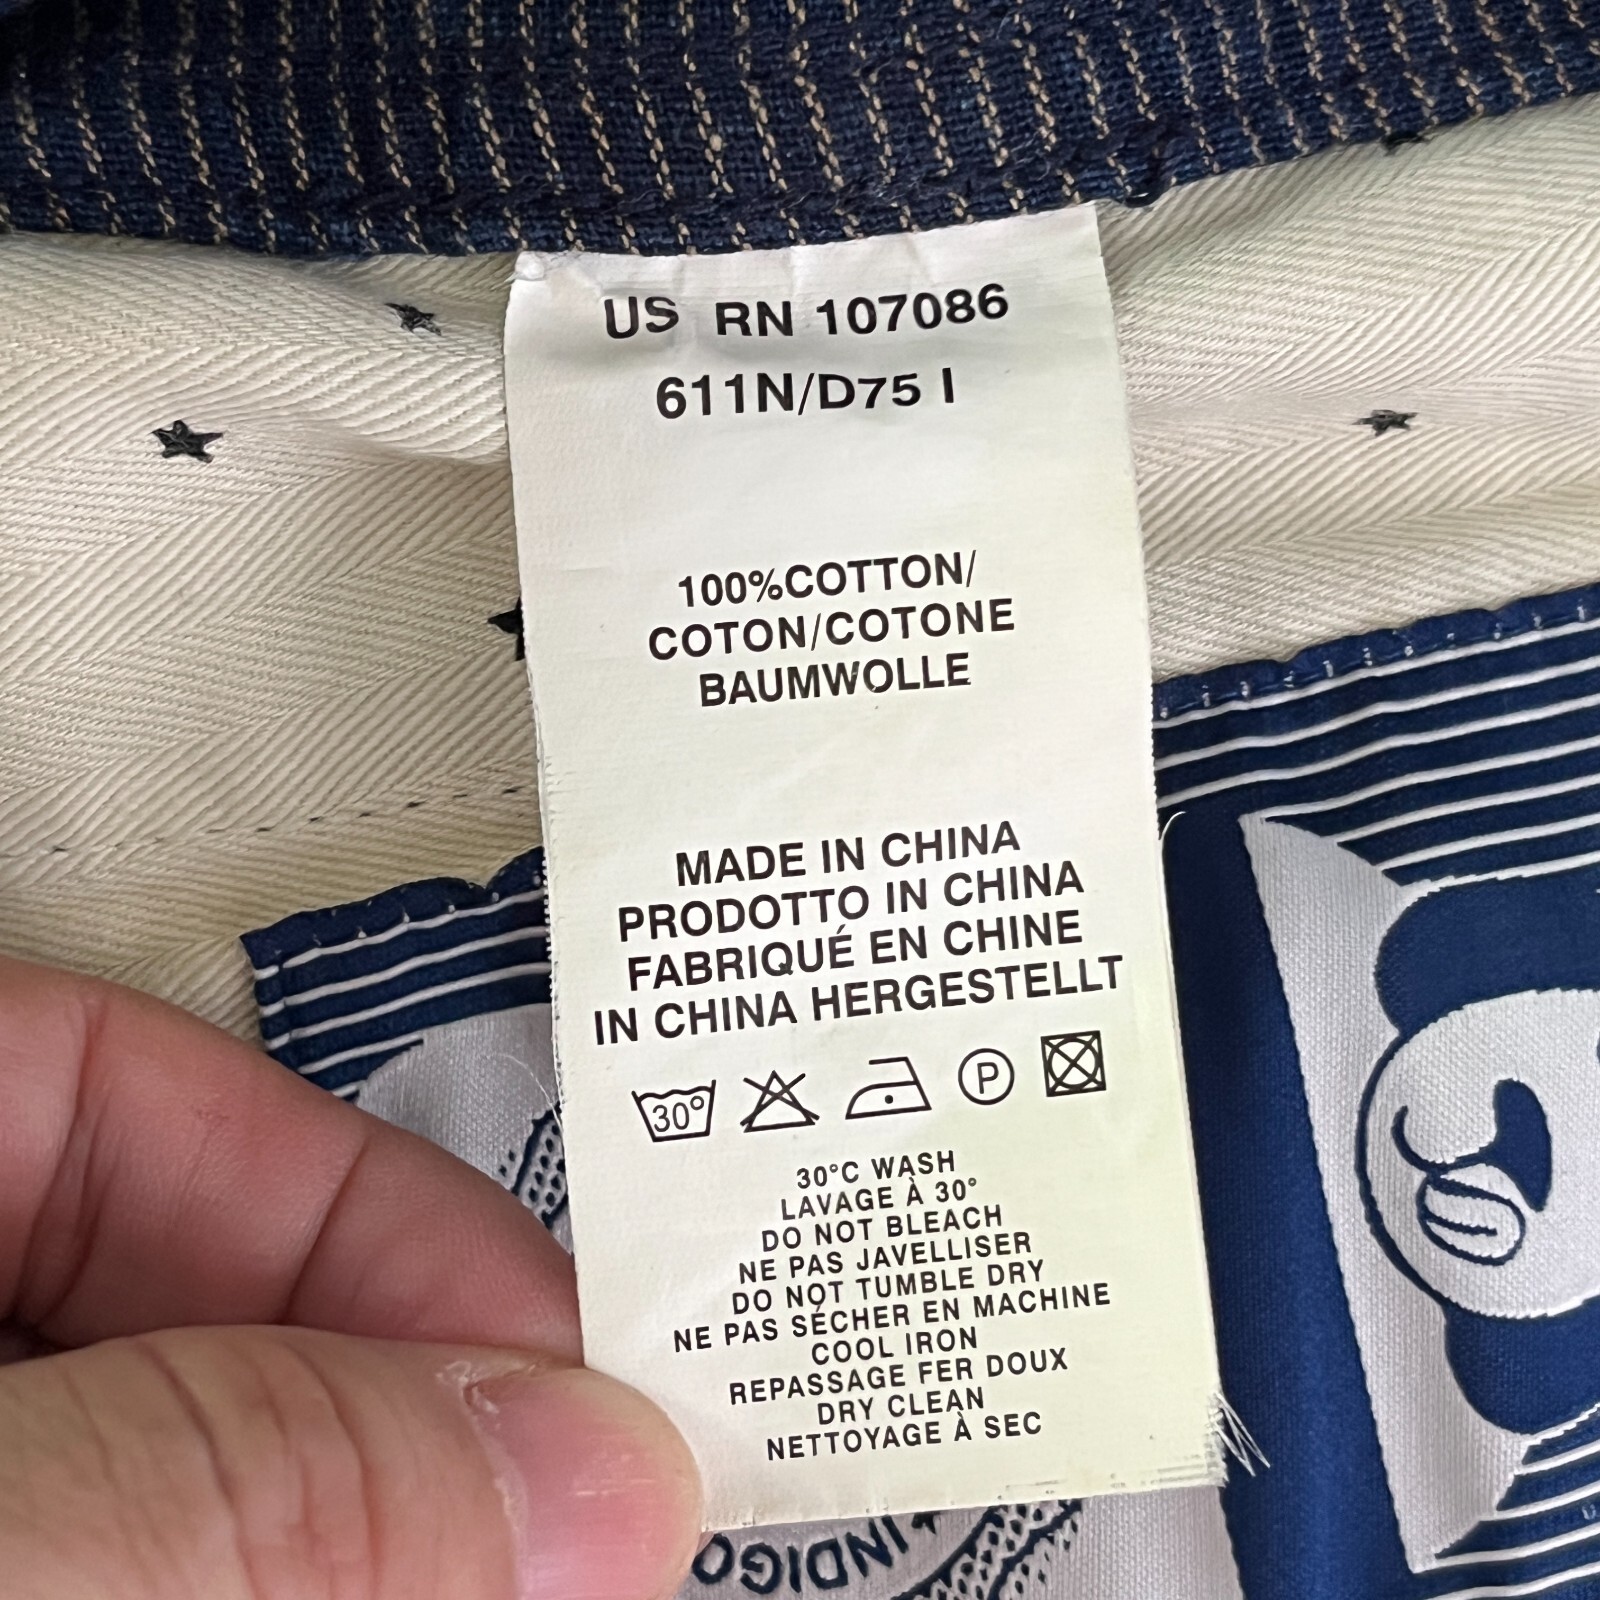 US RN 107086
611N/D75 I
100%COTTON/
COTON/COTONE
BAUMWOLLE
MADE IN CHINA
PRODOTTO IN CHINA
FABRIQUÉ EN CHINE
IN CHINA HERGESTELLT
30°
P
30°C WASH
LAVAGE À 30°
DO NOT BLEACH
NE PAS JAVELLISER
DO NOT TUMBLE DRY
NE PAS SÉCHER EN MACHINE
COOL IRON
REPASSAGE FER DOUX
DRY CLEAN
NETTOYAGE À SEC
INDIGO